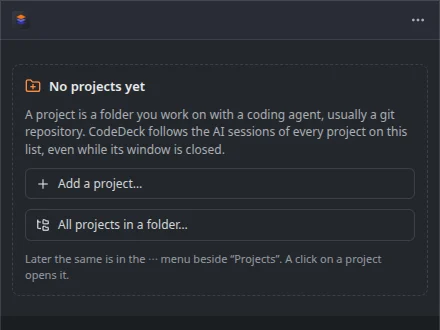 No projects yet
A project is a folder you work on with a coding agent, usually a git
repository. CodeDeck follows the AI sessions of every project on this
list, even while its window is closed.
Add a project...
All projects in a folder...
Later the same is in the ··· menu beside “Projects”. A click on a project
opens it.